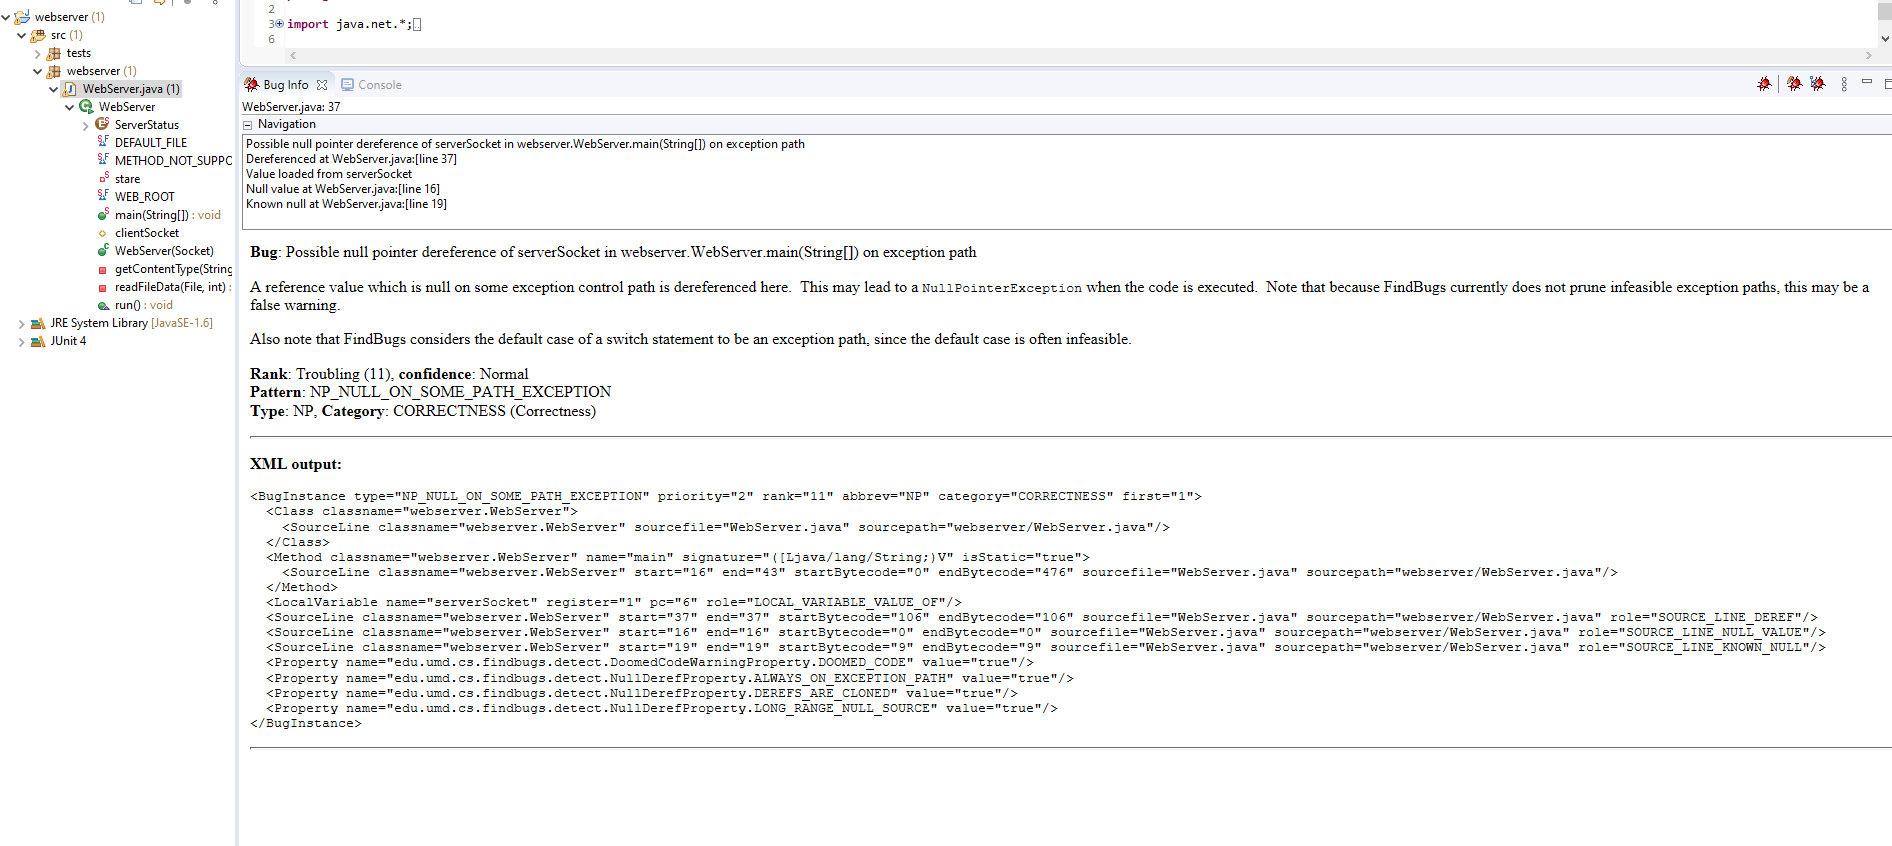 webserver (1)
src (1)
tests
webserver (1)
WebServer.java (1)
WebServer
ServerStatus
DEFAULT_FILE
METHOD_NOT_SUPPC
stare
WEB_ROOT
main(String[]) : void
clientSocket
WebServer(Socket)
getContentType(String
readFileData(File, int) :
run() : void
JRE System Library [JavaSE-1.6]
JUnit 4
2
3 import java.net.*;
6
Bug Info Console
WebServer.java: 37
Navigation
Possible null pointer dereference of serverSocket in webserver.WebServer.main(String[]) on exception path
Dereferenced at WebServer.java:[line 37]
Value loaded from serverSocket
Null value at WebServer.java:[line 16]
Known null at WebServer.java:[line 19]
Bug: Possible null pointer dereference of serverSocket in webserver.WebServer.main(String[]) on exception path
A reference value which is null on some exception control path is dereferenced here. This may lead to a NullPointerException when the code is executed. Note that because FindBugs currently does not prune infeasible exception paths, this may be a
false warning.
Also note that FindBugs considers the default case of a switch statement to be an exception path, since the default case is often infeasible.
Rank: Troubling (11), confidence: Normal
Pattern: NP_NULL_ON_SOME_PATH_EXCEPTION
Type: NP, Category: CORRECTNESS (Correctness)
XML output:
<BugInstance type="NP_NULL_ON_SOME_PATH_EXCEPTION" priority="2" rank="11" abbrev="NP" category="CORRECTNESS" first="1">
<Class classname="webserver.WebServer">
<SourceLine classname="webserver.WebServer" sourcefile="WebServer.java" sourcepath="webserver/WebServer.java"/>
</Class>
<Method classname="webserver.WebServer" name="main" signature="([Ljava/lang/String;)V" isStatic="true">
<SourceLine classname="webserver.WebServer" start="16" end="43" startBytecode="0" endBytecode="476" sourcefile="WebServer.java" sourcepath="webserver/WebServer.java"/>
</Method>
<LocalVariable name="serverSocket" register="1" pc="6" role="LOCAL_VARIABLE_VALUE_OF"/>
<SourceLine classname="webserver.WebServer" start="37" end="37" startBytecode="106" endBytecode="106" sourcefile="WebServer.java" sourcepath="webserver/WebServer.java" role="SOURCE_LINE_DEREF"/>
<SourceLine classname="webserver.WebServer" start="16" end="16" startBytecode="0" endBytecode="0" sourcefile="WebServer.java" sourcepath="webserver/WebServer.java" role="SOURCE_LINE_NULL_VALUE"/>
<SourceLine classname="webserver.WebServer" start="19" end="19" startBytecode="9" endBytecode="9" sourcefile="WebServer.java" sourcepath="webserver/WebServer.java" role="SOURCE_LINE_KNOWN_NULL"/>
<Property name="edu.umd.cs.findbugs.detect.DoomedCodeWarningProperty.DOOMED_CODE" value="true"/>
<Property name="edu.umd.cs.findbugs.detect.NullDerefProperty.ALWAYS_ON_EXCEPTION_PATH" value="true"/>
<Property name="edu.umd.cs.findbugs.detect.NullDerefProperty.DEREFS_ARE_CLONED" value="true"/>
<Property name="edu.umd.cs.findbugs.detect.NullDerefProperty.LONG_RANGE_NULL_SOURCE" value="true"/>
</BugInstance>